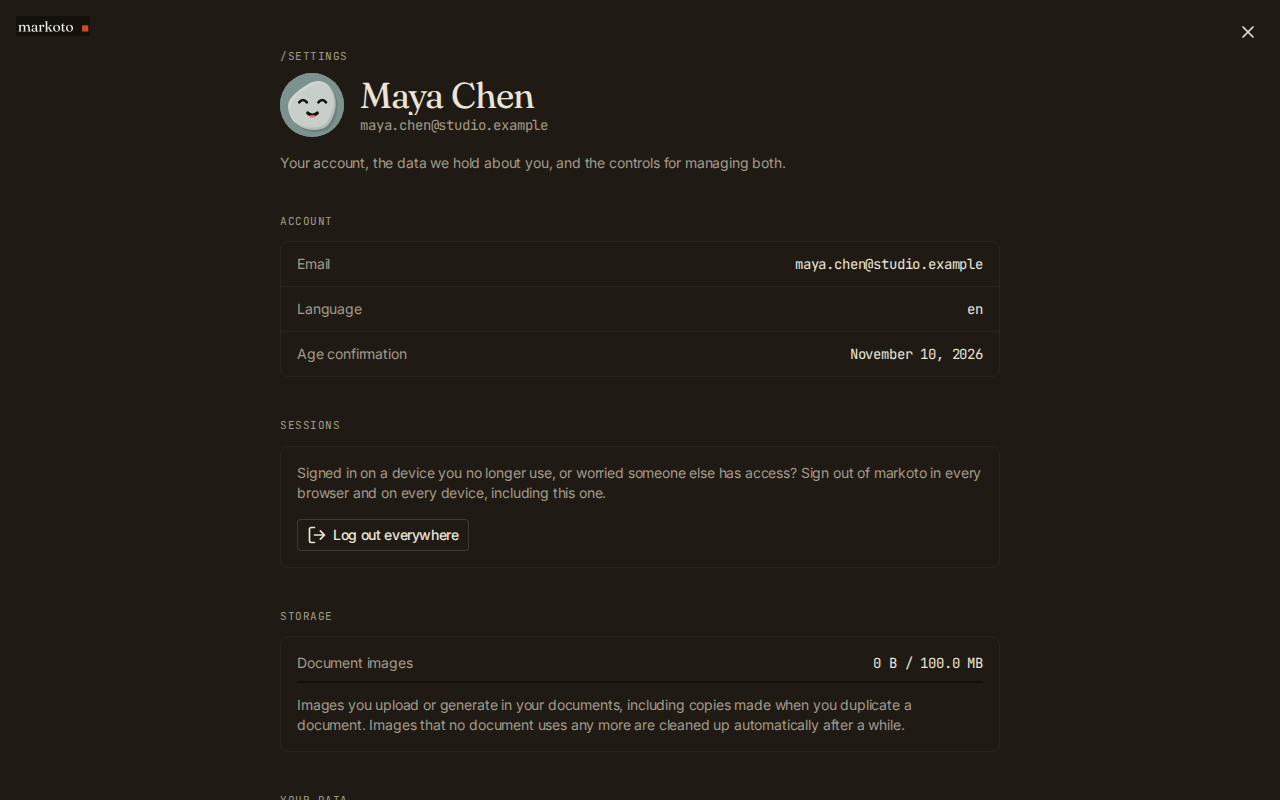 markoto
/SETTINGS
Maya Chen
maya.chen@studio.example
Your account, the data we hold about you, and the controls for managing both.
ACCOUNT
Email maya.chen@studio.example
Language en
Age confirmation November 10, 2026
SESSIONS
Signed in on a device you no longer use, or worried someone else has access? Sign out of markoto in every
browser and on every device, including this one.
Log out everywhere
STORAGE
Document images 0 B / 100.0 MB
Images you upload or generate in your documents, including copies made when you duplicate a
document. Images that no document uses any more are cleaned up automatically after a while.
YOUR DATA